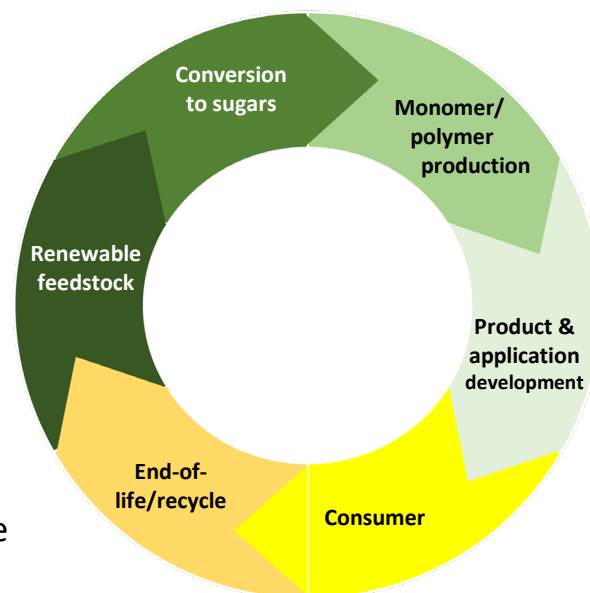 Conversion
to sugars
Monomer/
polymer
production
Renewable
feedstock
Product &
application
development
End-of-
life/recycle
Consumer
e